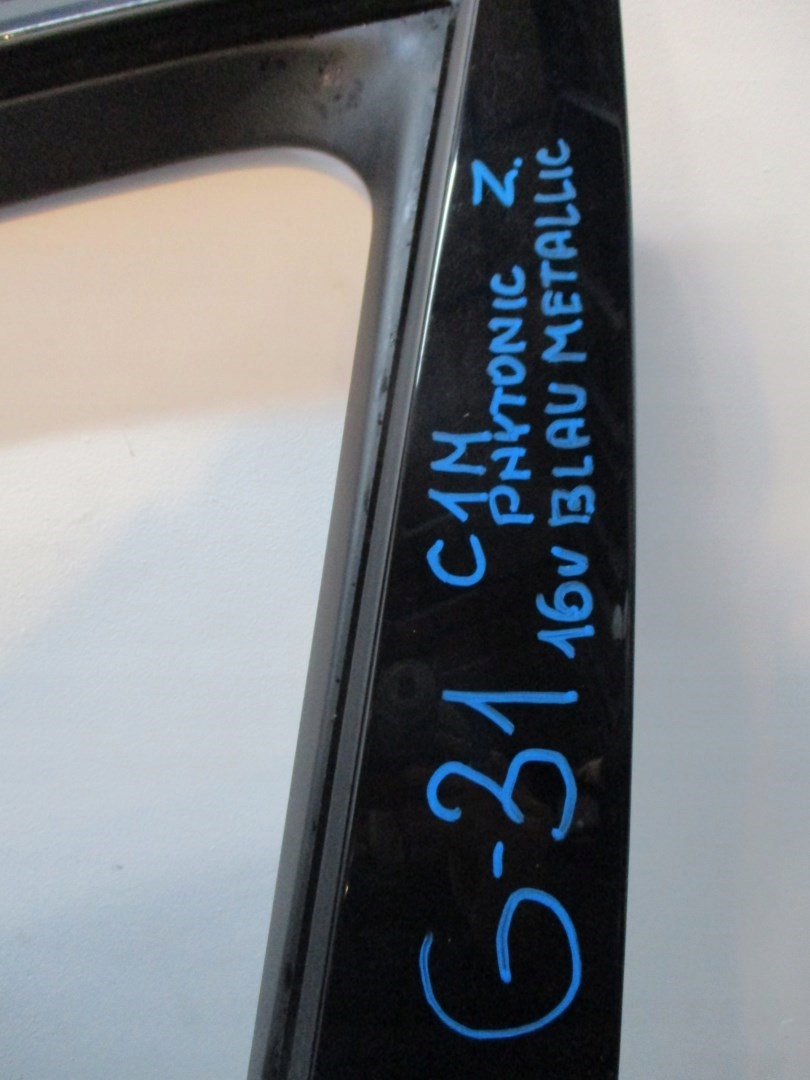 G-31
C1M
PHYTONIC Z.
16v BLAU METALLIC